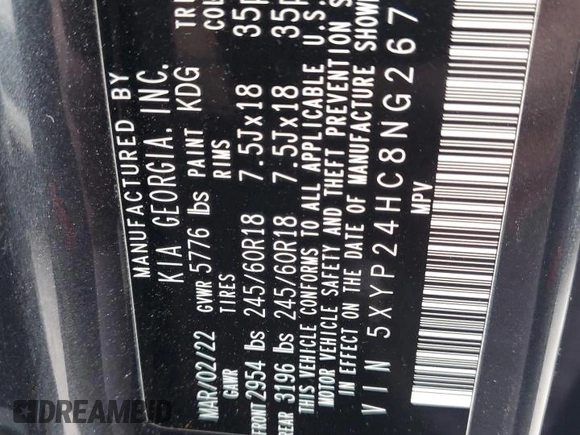 MANUFACTURED BY
KIA GEORGIA, INC.
MAR/02/22 GVWR 5776 lbs PAINT KDG
GAWR TIRES RIMS
FRONT 2954 lbs 245/60R18 7.5Jx18
REAR 3196 lbs 245/60R18 7.5Jx18
THIS VEHICLE CONFORMS TO ALL APPLICABLE U.S.
MOTOR VEHICLE SAFETY AND THEFT PREVENTION
IN EFFECT ON THE DATE OF MANUFACTURE
VIN 5XYP24HC8NG267
MPV
DREAMBID